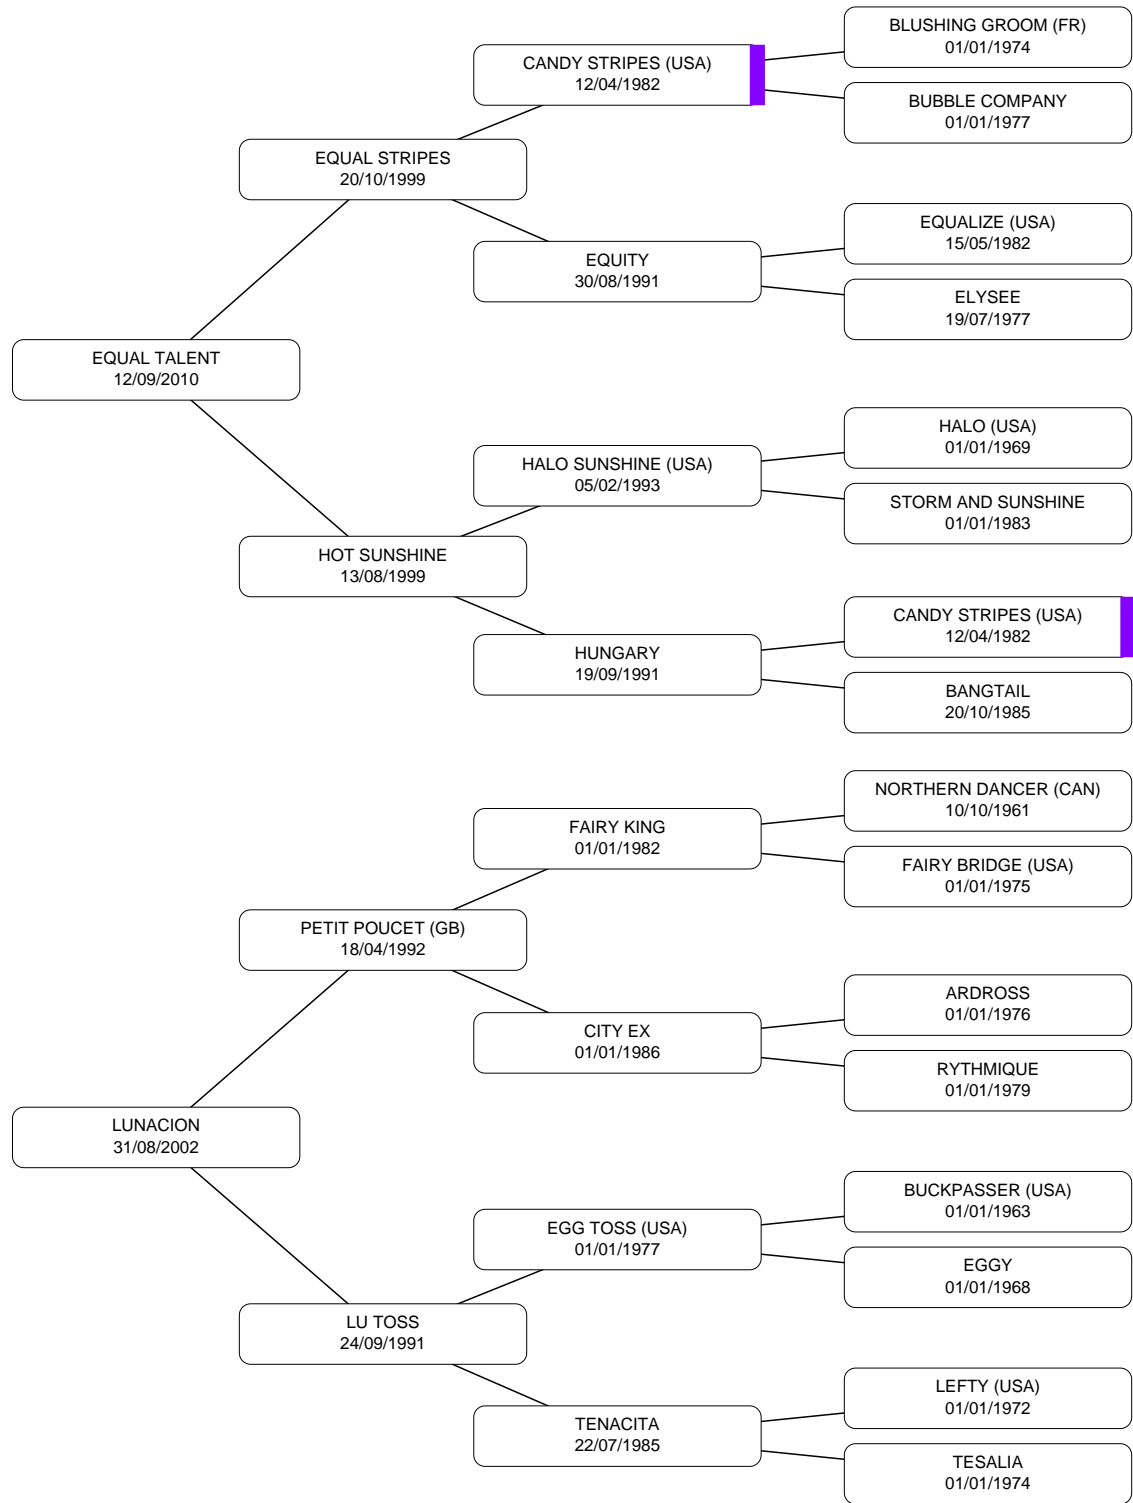 BLUSHING GROOM (FR)
01/01/1974
CANDY STRIPES (USA)
12/04/1982
BUBBLE COMPANY
01/01/1977
EQUAL STRIPES
20/10/1999
EQUALIZE (USA)
15/05/1982
EQUITY
30/08/1991
ELYSEE
19/07/1977
EQUAL TALENT
12/09/2010
HALO (USA)
01/01/1969
HALO SUNSHINE (USA)
05/02/1993
STORM AND SUNSHINE
01/01/1983
HOT SUNSHINE
13/08/1999
CANDY STRIPES (USA)
12/04/1982
HUNGARY
19/09/1991
BANGTAIL
20/10/1985
NORTHERN DANCER (CAN)
10/10/1961
FAIRY KING
01/01/1982
FAIRY BRIDGE (USA)
01/01/1975
PETIT POUCET (GB)
18/04/1992
ARDROSS
01/01/1976
CITY EX
01/01/1986
RYTHMIQUE
01/01/1979
LUNACION
31/08/2002
BUCKPASSER (USA)
01/01/1963
EGG TOSS (USA)
01/01/1977
EGGY
01/01/1968
LU TOSS
24/09/1991
LEFTY (USA)
01/01/1972
TENACITA
22/07/1985
TESALIA
01/01/1974